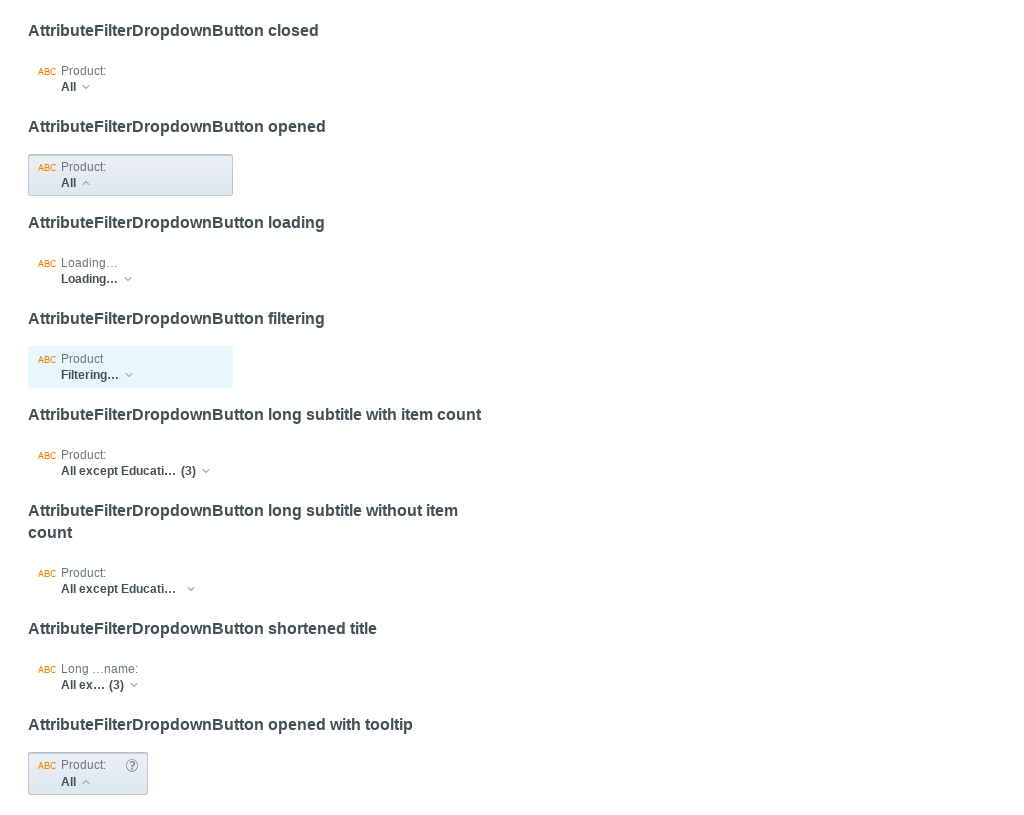 AttributeFilterDropdownButton closed
ABC Product:
All
AttributeFilterDropdownButton opened
ABC Product:
All
AttributeFilterDropdownButton loading
ABC Loading…
Loading…
AttributeFilterDropdownButton filtering
ABC Product
Filtering…
AttributeFilterDropdownButton long subtitle with item count
ABC Product:
All except Educati… (3)
AttributeFilterDropdownButton long subtitle without item
count
ABC Product:
All except Educati…
AttributeFilterDropdownButton shortened title
ABC Long …name:
All ex… (3)
AttributeFilterDropdownButton opened with tooltip
ABC Product: ?
All